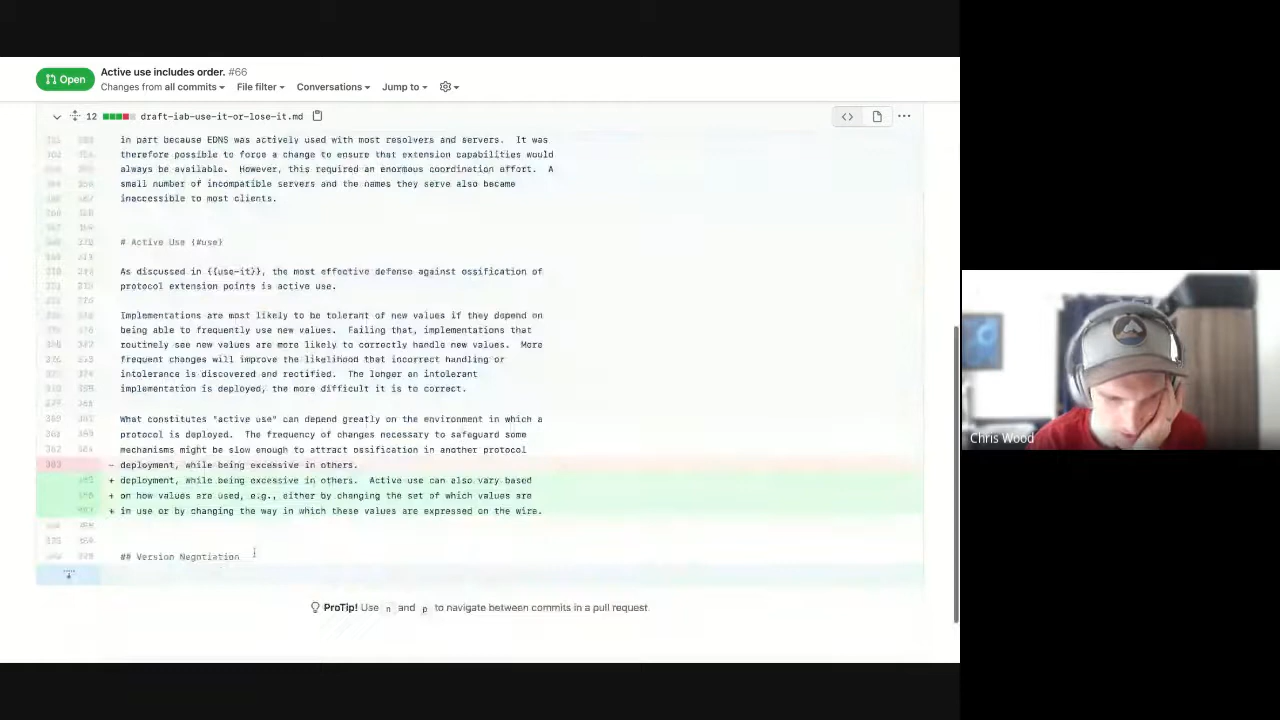 Open
Active use includes order. #66
Changes from all commits
File filter
Conversations
Jump to
12
draft-iab-use-it-or-lose-it.md
in part because EDNS was actively used with most resolvers and servers.  It was
therefore possible to force a change to ensure that extension capabilities would
always be available.  However, this required an enormous coordination effort.  A
small number of incompatible servers and the names they serve also became
inaccessible to most clients.
# Active Use {#use}
As discussed in {{use-it}}, the most effective defense against ossification of
protocol extension points is active use.
Implementations are most likely to be tolerant of new values if they depend on
being able to frequently use new values.  Failing that, implementations that
routinely see new values are more likely to correctly handle new values.  More
frequent changes will improve the likelihood that incorrect handling or
intolerance is discovered and rectified.  The longer an intolerant
implementation is deployed, the more difficult it is to correct.
What constitutes "active use" can depend greatly on the environment in which a
protocol is deployed.  The frequency of changes necessary to safeguard some
mechanisms might be slow enough to attract ossification in another protocol
- deployment, while being excessive in others.
+ deployment, while being excessive in others.  Active use can also vary based
+ on how values are used, e.g., either by changing the set of which values are
+ in use or by changing the way in which these values are expressed on the wire.
## Version Negotiation
ProTip! Use n and p to navigate between commits in a pull request.
Chris Wood